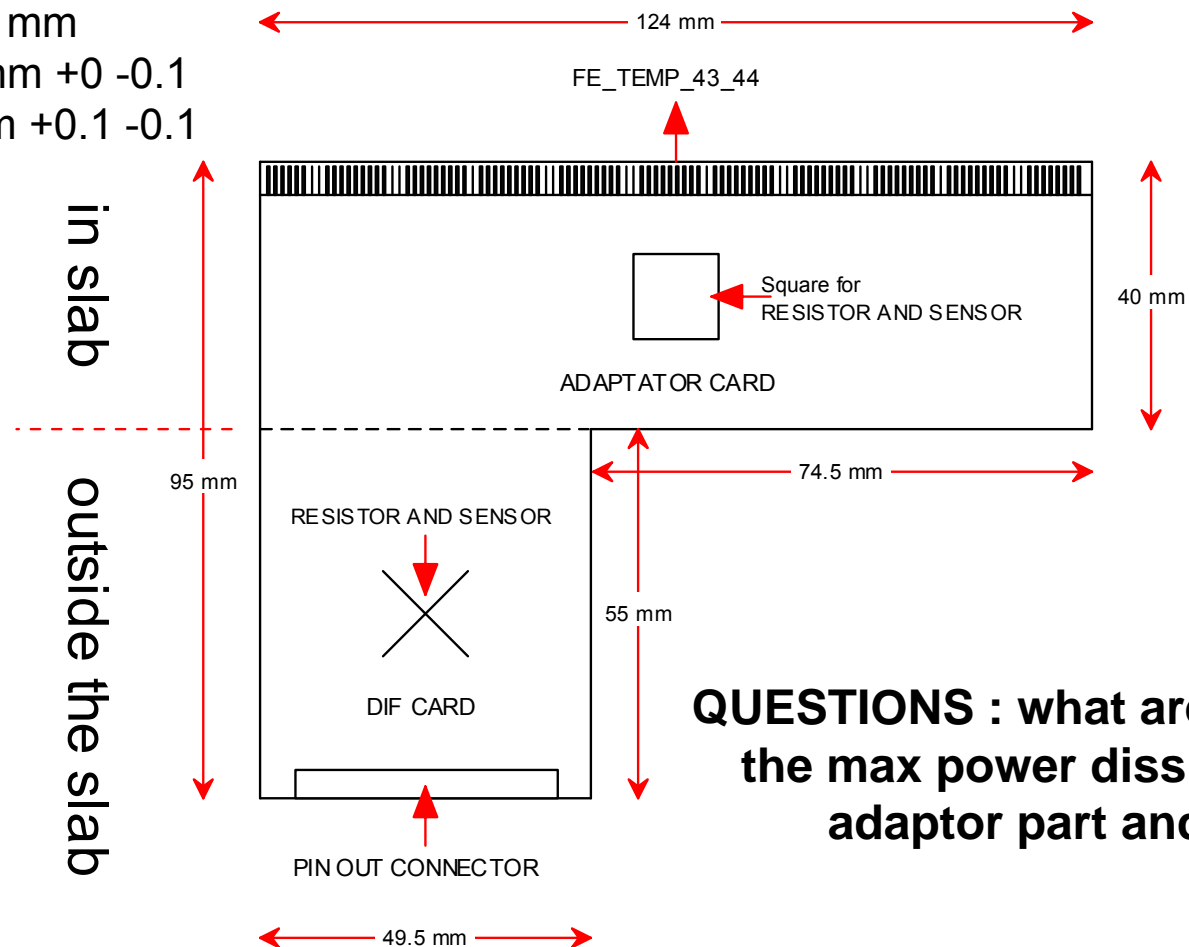 mm
124 mm
+0 -0.1
FE_TEMP_43_44
+0.1 -0.1
in slab
Square for
RESISTOR AND SENSOR
40 mm
ADAPTATOR CARD
95 mm
74.5 mm
outside the slab
RESISTOR AND SENSOR
55 mm
DIF CARD
QUESTIONS : what are
the max power diss
adaptor part and
PIN OUT CONNECTOR
49.5 mm